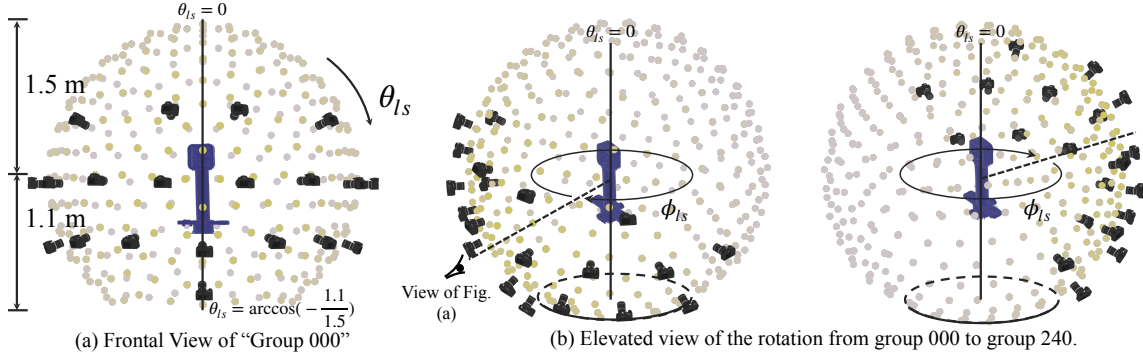 θ_ls = 0
1.5 m
θ_ls
1.1 m
θ_ls = arccos(−1.1/1.5)
(a) Frontal View of “Group 000”
θ_ls = 0
ϕ_ls
View of Fig.
(a)
θ_ls = 0
ϕ_ls
(b) Elevated view of the rotation from group 000 to group 240.